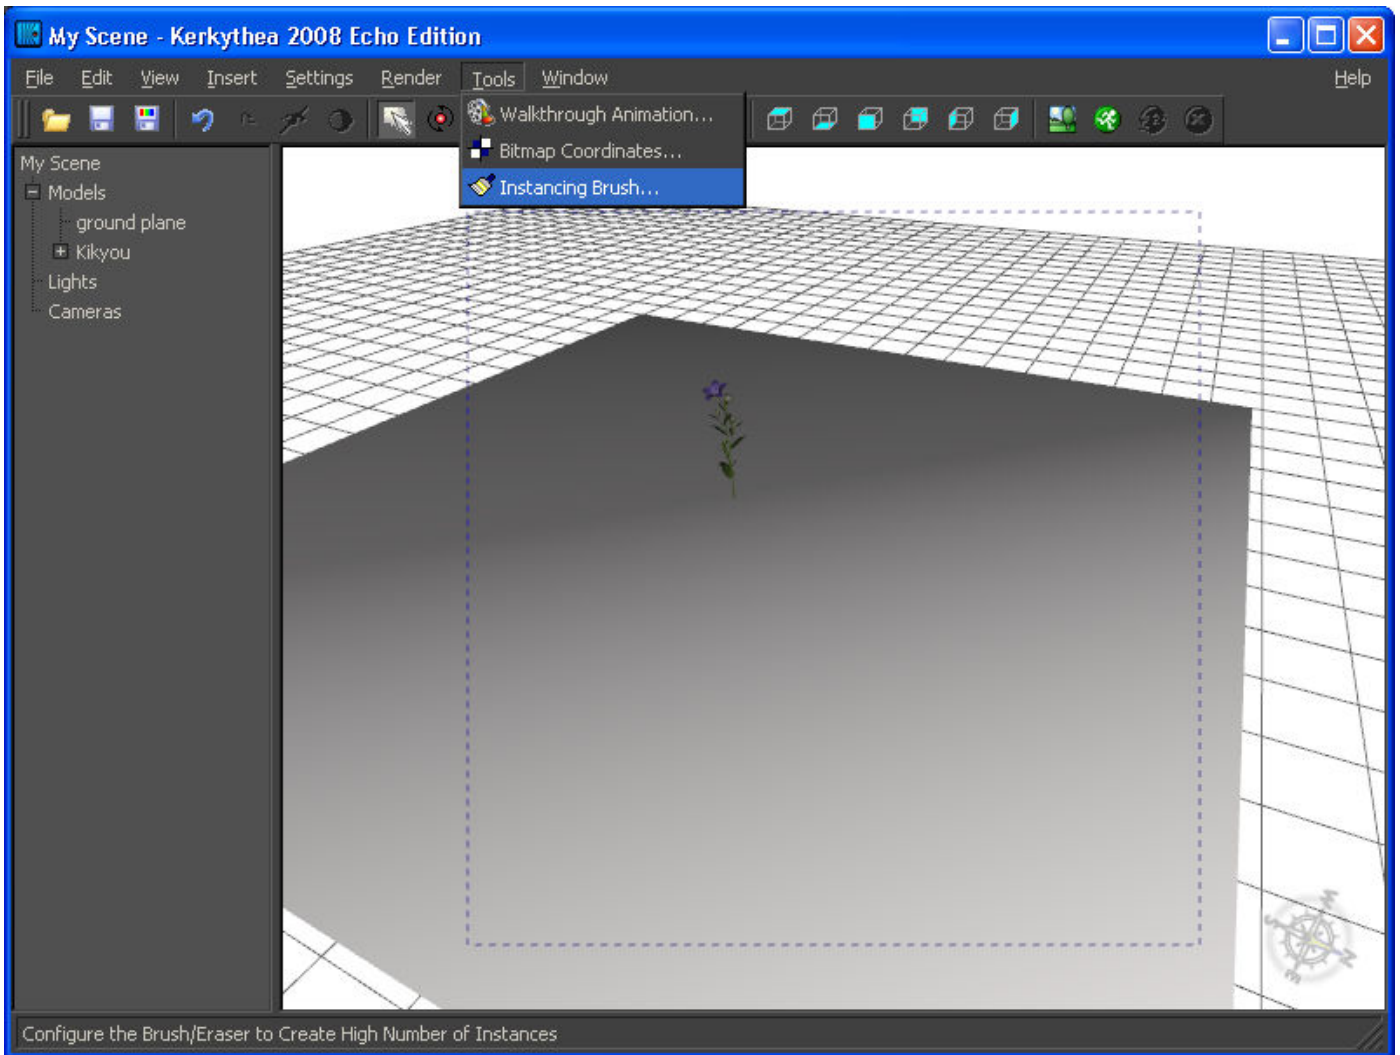 My Scene - Kerkythea 2008 Echo Edition
File Edit View Insert Settings Render Tools Window Help
Walkthrough Animation...
Bitmap Coordinates...
Instancing Brush...
My Scene
Models
ground plane
Kikyou
Lights
Cameras
Configure the Brush/Eraser to Create High Number of Instances